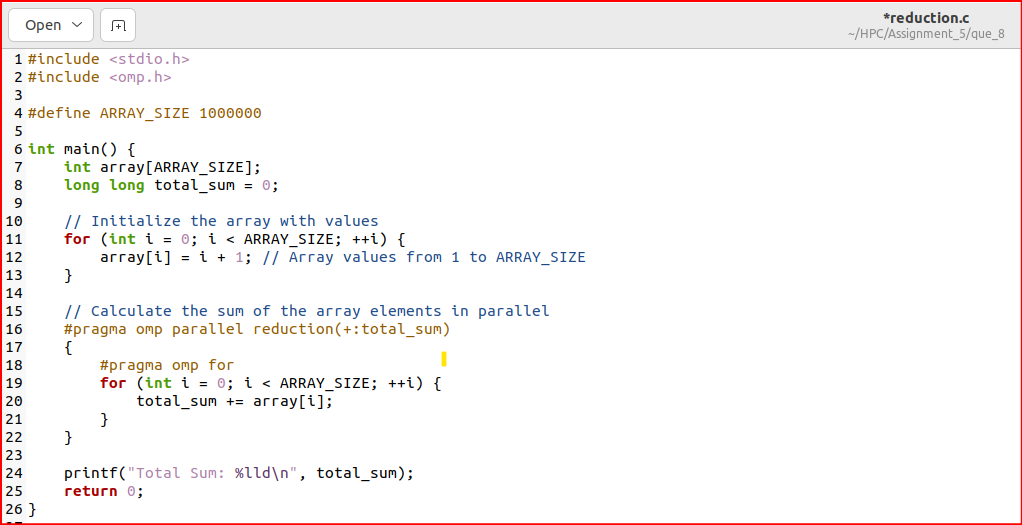 Open
*reduction.c
~/HPC/Assignment_5/que_8
1 #include <stdio.h>
2 #include <omp.h>
3
4 #define ARRAY_SIZE 1000000
5
6 int main() {
7     int array[ARRAY_SIZE];
8     long long total_sum = 0;
9
10     // Initialize the array with values
11     for (int i = 0; i < ARRAY_SIZE; ++i) {
12         array[i] = i + 1; // Array values from 1 to ARRAY_SIZE
13     }
14
15     // Calculate the sum of the array elements in parallel
16     #pragma omp parallel reduction(+:total_sum)
17     {
18         #pragma omp for
19         for (int i = 0; i < ARRAY_SIZE; ++i) {
20             total_sum += array[i];
21         }
22     }
23
24     printf("Total Sum: %lld\n", total_sum);
25     return 0;
26 }